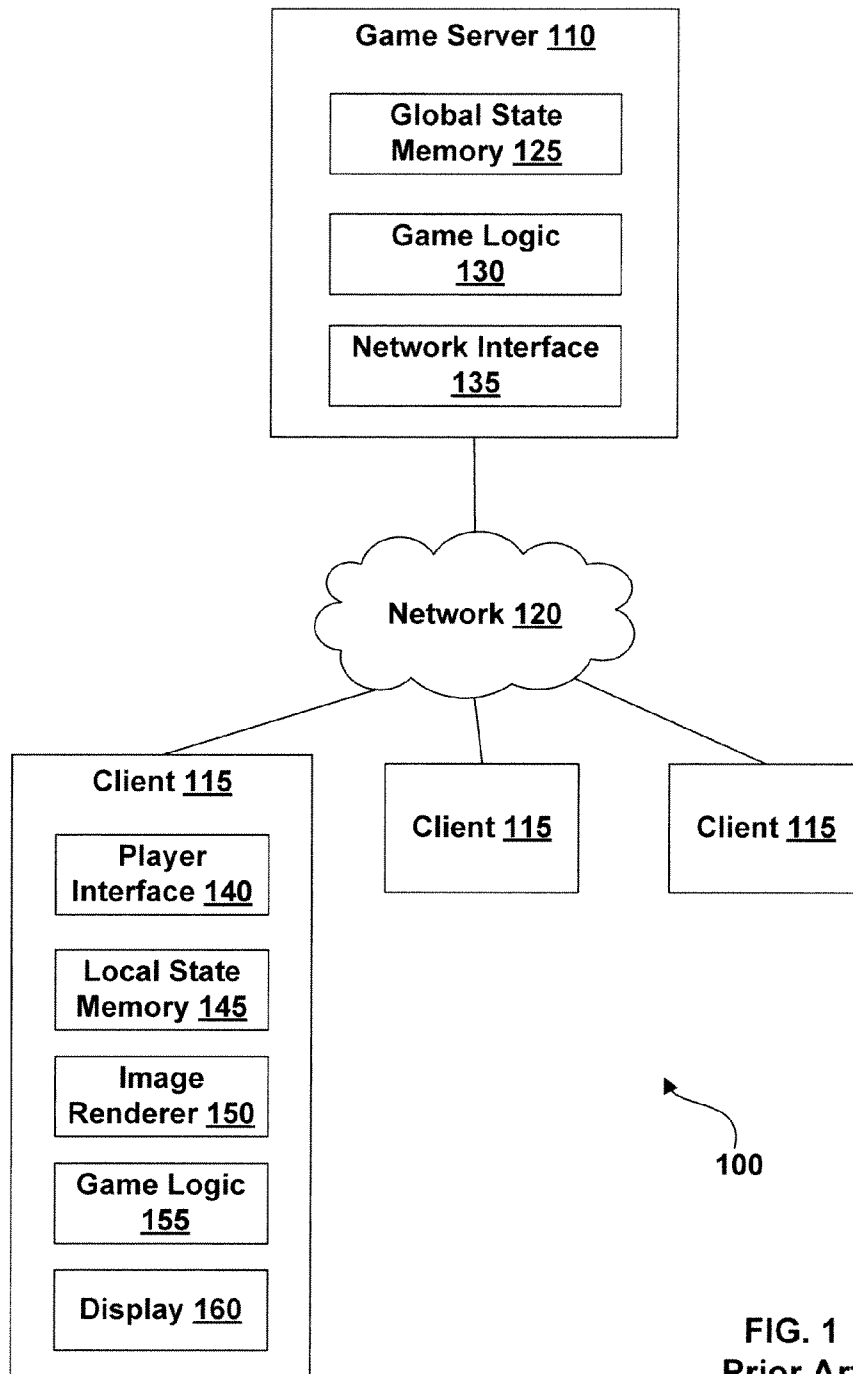 Game Server 110
Global State
Memory 125
Game Logic
130
Network Interface
135
Network 120
Client 115
Player
Interface 140
Local State
Memory 145
Image
Renderer 150
Game Logic
155
Display 160
Client 115
Client 115
100
FIG. 1
Prior Art